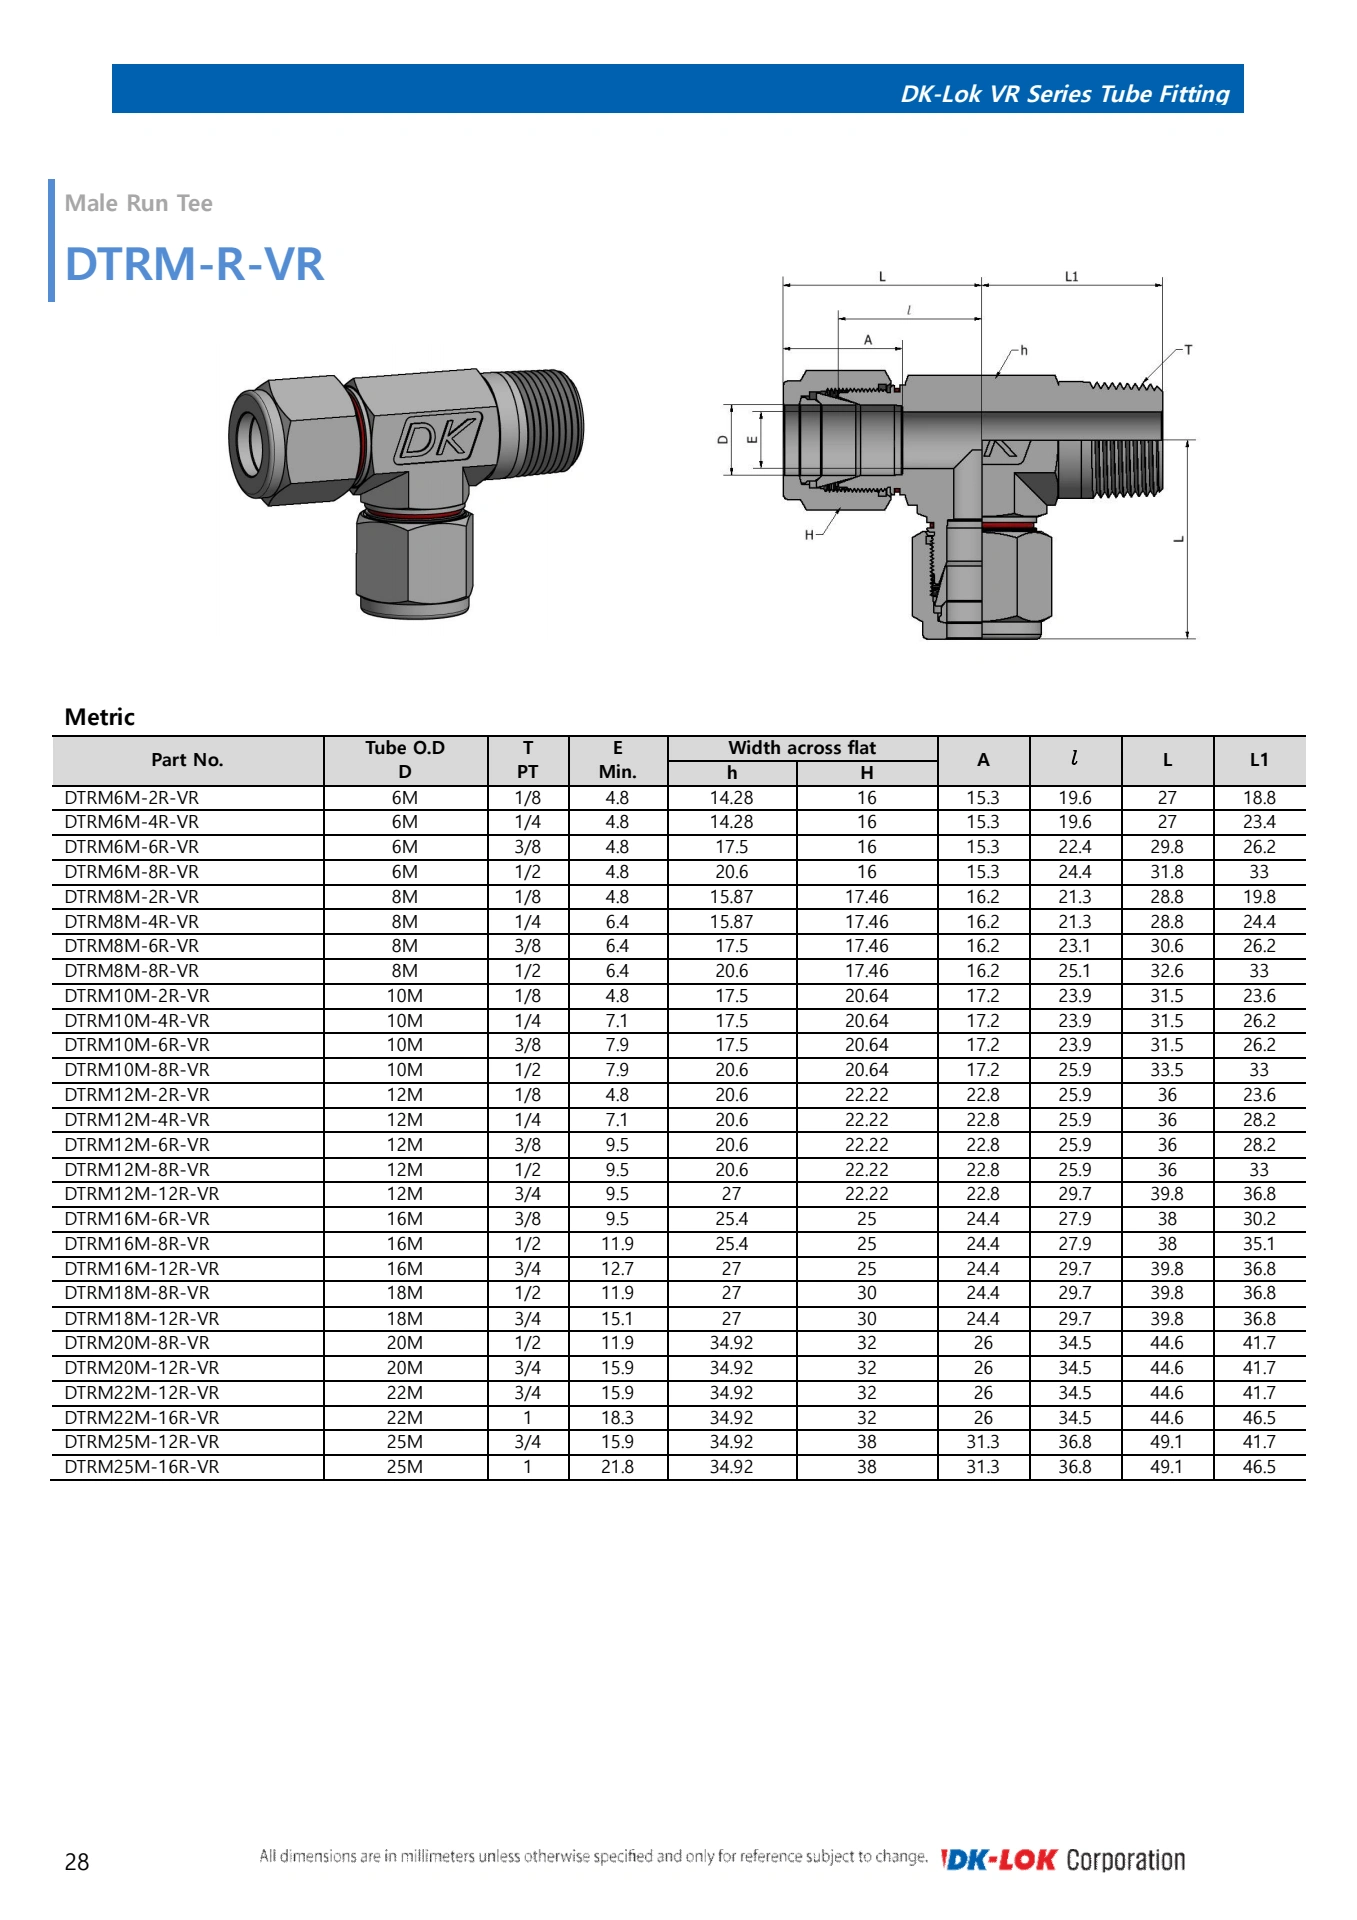 DK-Lok VR Series Tube Fitting
Male Run Tee
DTRM-R-VR
L L1
l
A
h
T
D E
H
L
DK
Metric
Part No. Tube O.D D T PT E Min. Width across flat h H A l L L1
DTRM6M-2R-VR 6M 1/8 4.8 14.28 16 15.3 19.6 27 18.8
DTRM6M-4R-VR 6M 1/4 4.8 14.28 16 15.3 19.6 27 23.4
DTRM6M-6R-VR 6M 3/8 4.8 17.5 16 15.3 22.4 29.8 26.2
DTRM6M-8R-VR 6M 1/2 4.8 20.6 16 15.3 24.4 31.8 33
DTRM8M-2R-VR 8M 1/8 4.8 15.87 17.46 16.2 21.3 28.8 19.8
DTRM8M-4R-VR 8M 1/4 6.4 15.87 17.46 16.2 21.3 28.8 24.4
DTRM8M-6R-VR 8M 3/8 6.4 17.5 17.46 16.2 23.1 30.6 26.2
DTRM8M-8R-VR 8M 1/2 6.4 20.6 17.46 16.2 25.1 32.6 33
DTRM10M-2R-VR 10M 1/8 4.8 17.5 20.64 17.2 23.9 31.5 23.6
DTRM10M-4R-VR 10M 1/4 7.1 17.5 20.64 17.2 23.9 31.5 26.2
DTRM10M-6R-VR 10M 3/8 7.9 17.5 20.64 17.2 23.9 31.5 26.2
DTRM10M-8R-VR 10M 1/2 7.9 20.6 20.64 17.2 25.9 33.5 33
DTRM12M-2R-VR 12M 1/8 4.8 20.6 22.22 22.8 25.9 36 23.6
DTRM12M-4R-VR 12M 1/4 7.1 20.6 22.22 22.8 25.9 36 28.2
DTRM12M-6R-VR 12M 3/8 9.5 20.6 22.22 22.8 25.9 36 28.2
DTRM12M-8R-VR 12M 1/2 9.5 20.6 22.22 22.8 25.9 36 33
DTRM12M-12R-VR 12M 3/4 9.5 27 22.22 22.8 29.7 39.8 36.8
DTRM16M-6R-VR 16M 3/8 9.5 25.4 25 24.4 27.9 38 30.2
DTRM16M-8R-VR 16M 1/2 11.9 25.4 25 24.4 27.9 38 35.1
DTRM16M-12R-VR 16M 3/4 12.7 27 25 24.4 29.7 39.8 36.8
DTRM18M-8R-VR 18M 1/2 11.9 27 30 24.4 29.7 39.8 36.8
DTRM18M-12R-VR 18M 3/4 15.1 27 30 24.4 29.7 39.8 36.8
DTRM20M-8R-VR 20M 1/2 11.9 34.92 32 26 34.5 44.6 41.7
DTRM20M-12R-VR 20M 3/4 15.9 34.92 32 26 34.5 44.6 41.7
DTRM22M-12R-VR 22M 3/4 15.9 34.92 32 26 34.5 44.6 41.7
DTRM22M-16R-VR 22M 1 18.3 34.92 32 26 34.5 44.6 46.5
DTRM25M-12R-VR 25M 3/4 15.9 34.92 38 31.3 36.8 49.1 41.7
DTRM25M-16R-VR 25M 1 21.8 34.92 38 31.3 36.8 49.1 46.5
28 All dimensions are in millimeters unless otherwise specified and only for reference subject to change. DK-LOK Corporation